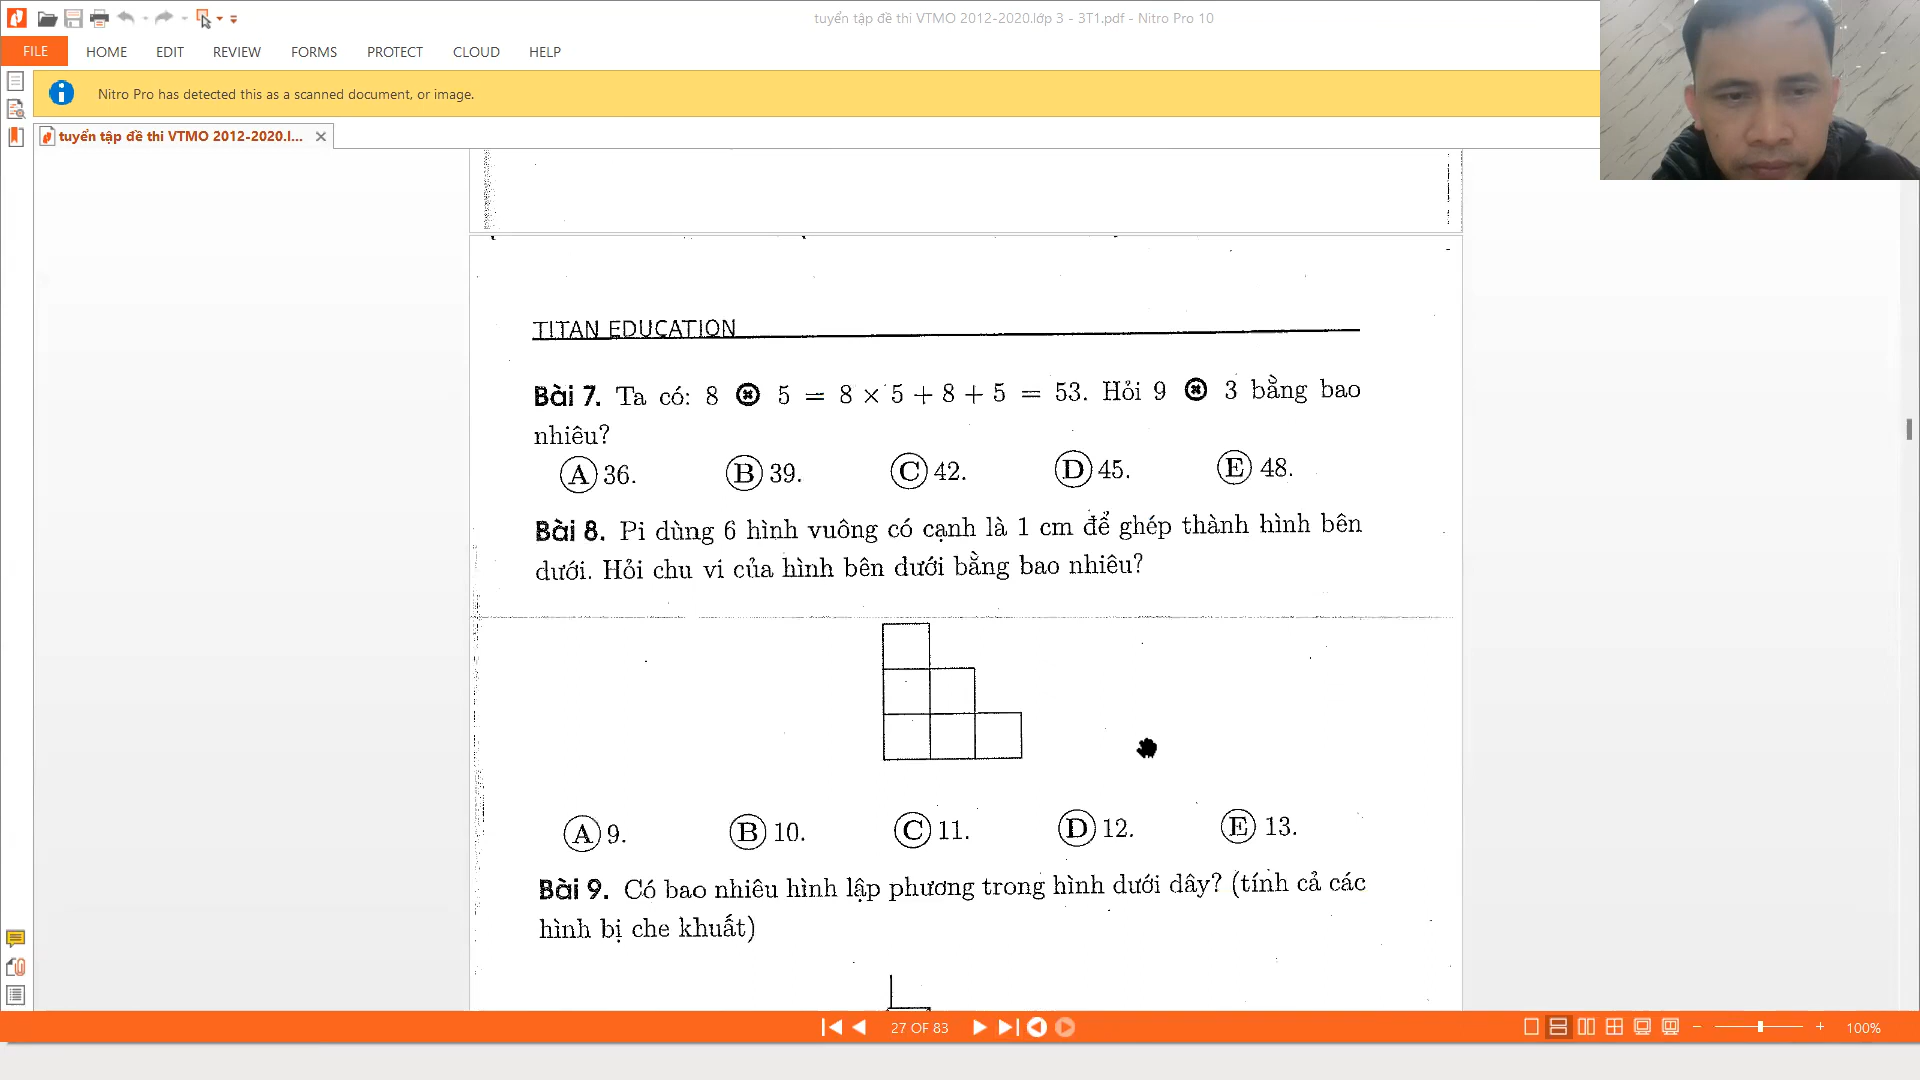 tuyển tập đề thi VTMO 2012-2020.lớp 3 - 3T1.pdf - Nitro Pro 10
FILE HOME EDIT REVIEW FORMS PROTECT CLOUD HELP
Nitro Pro has detected this as a scanned document, or image.
tuyển tập đề thi VTMO 2012-2020.l...
TITAN EDUCATION
Bài 7. Ta có: 8 ⊛ 5 = 8 × 5 + 8 + 5 = 53. Hỏi 9 ⊛ 3 bằng bao
nhiêu?
A 36. B 39. C 42. D 45. E 48.
Bài 8. Pi dùng 6 hình vuông có cạnh là 1 cm để ghép thành hình bên
dưới. Hỏi chu vi của hình bên dưới bằng bao nhiêu?
A 9. B 10. C 11. D 12. E 13.
Bài 9. Có bao nhiêu hình lập phương trong hình dưới dây? (tính cả các
hình bị che khuất)
27 OF 83
100%